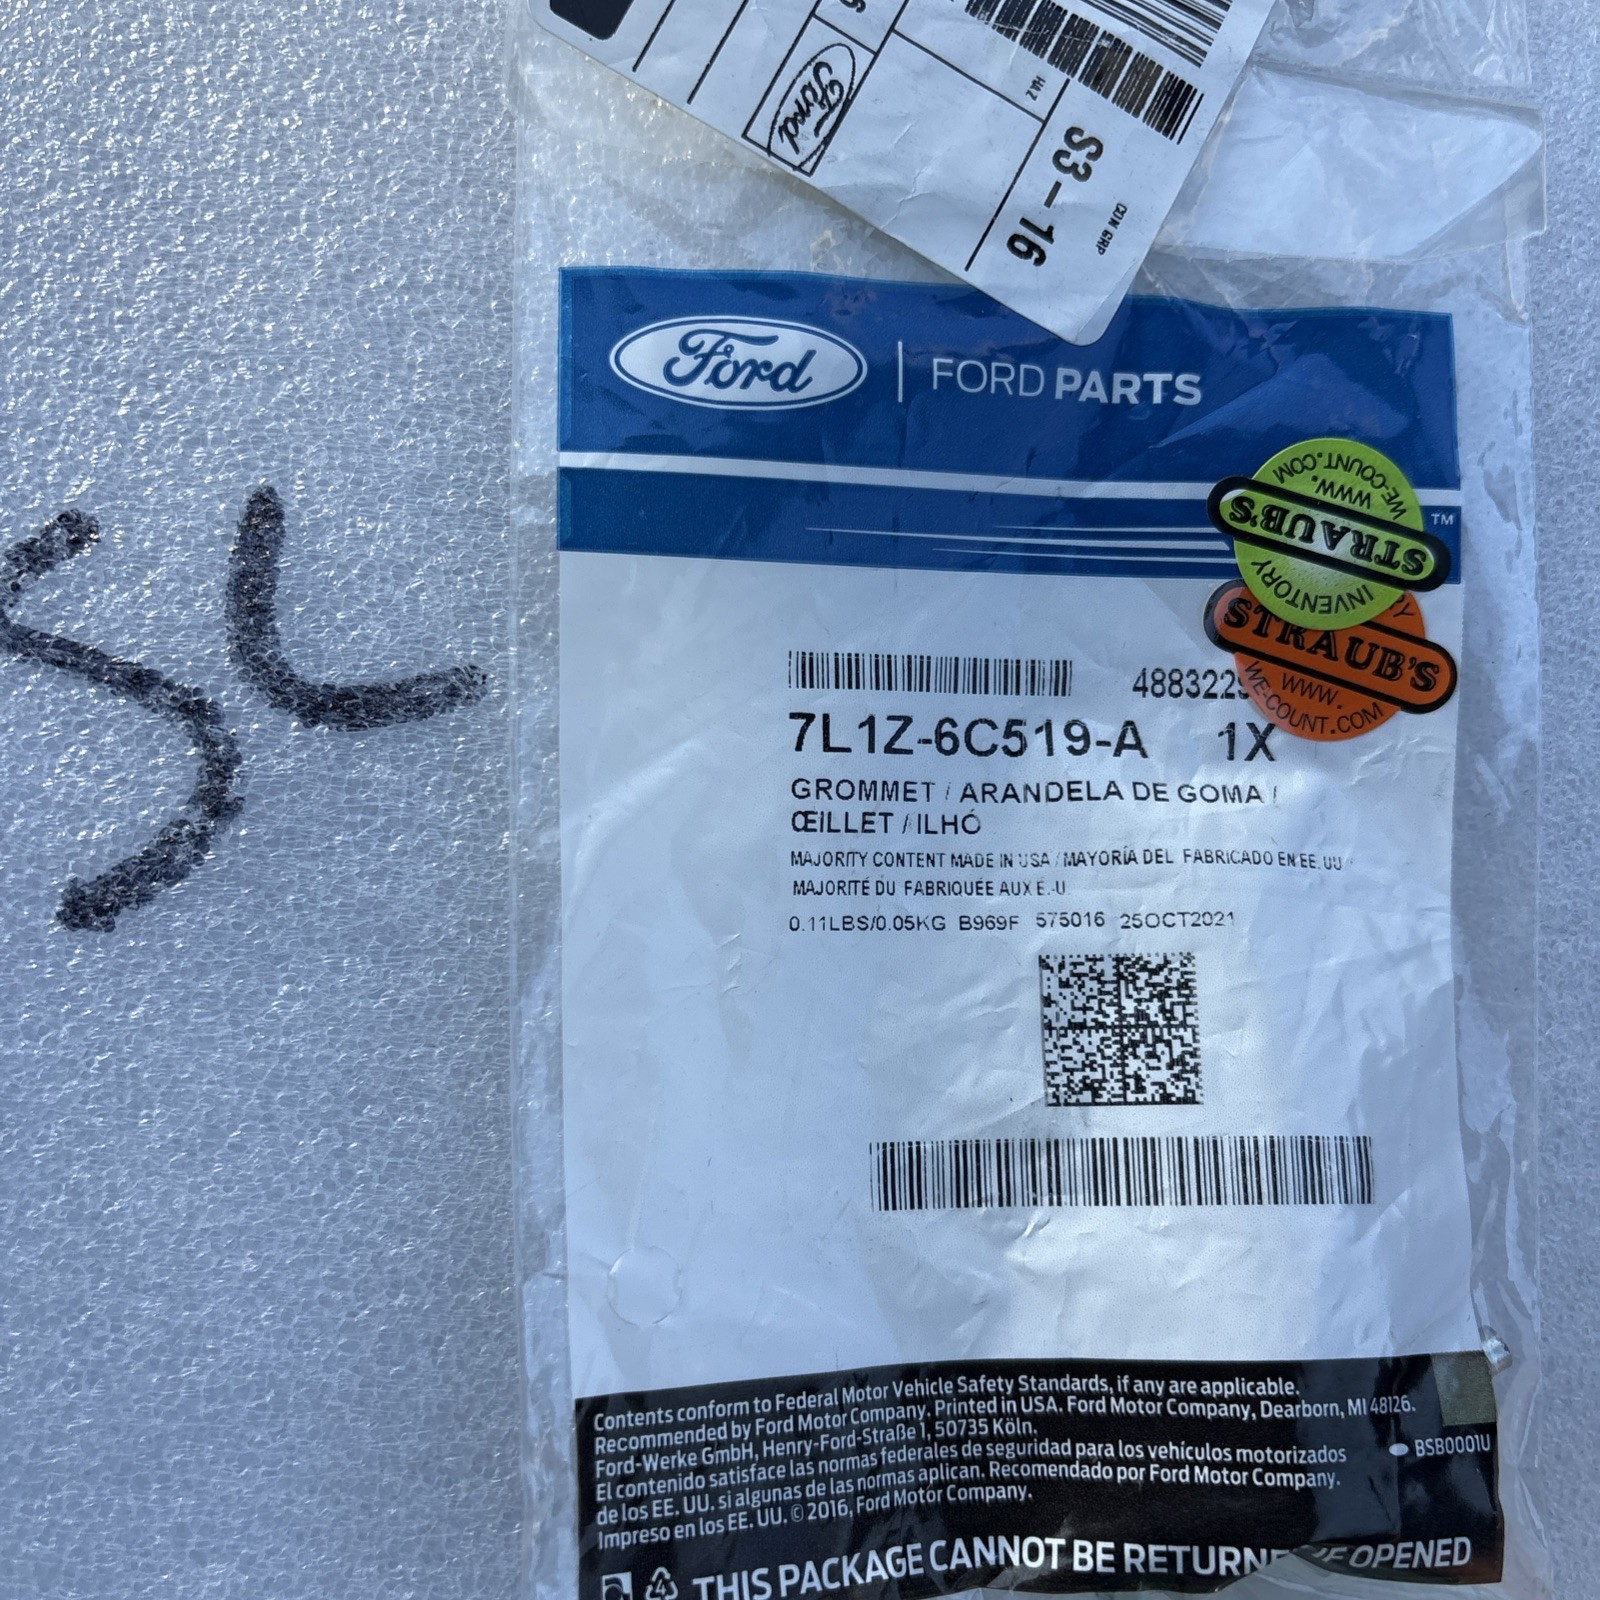 Ford
HAZ
S3-16
CON GRP
Ford
FORD PARTS
WE-COUNT.COM
WWW.
STRAUB'S
INVENTORY
TM
STRAUB'S
WWW.
WE-COUNT.COM
7L1Z-6C519-A 1X
GROMMET / ARANDELA DE GOMA /
ŒILLET / ILHÓ
MAJORITY CONTENT MADE IN USA / MAYORÍA DEL FABRICADO EN EE.UU
MAJORITÉ DU FABRIQUÉE AUX É.-U
0.11LBS/0.05KG B969F 575016 25OCT2021
Contents conform to Federal Motor Vehicle Safety Standards, if any are applicable.
Recommended by Ford Motor Company. Printed in USA. Ford Motor Company, Dearborn, MI 48126.
Ford-Werke GmbH, Henry-Ford-Straße 1, 50735 Köln.
El contenido satisface las normas federales de seguridad para los vehículos motorizados
de los EE. UU. si algunas de las normas aplican. Recomendado por Ford Motor Company.
Impreso en los EE. UU. © 2016, Ford Motor Company.
BSB0001U
4
THIS PACKAGE CANNOT BE OPENED